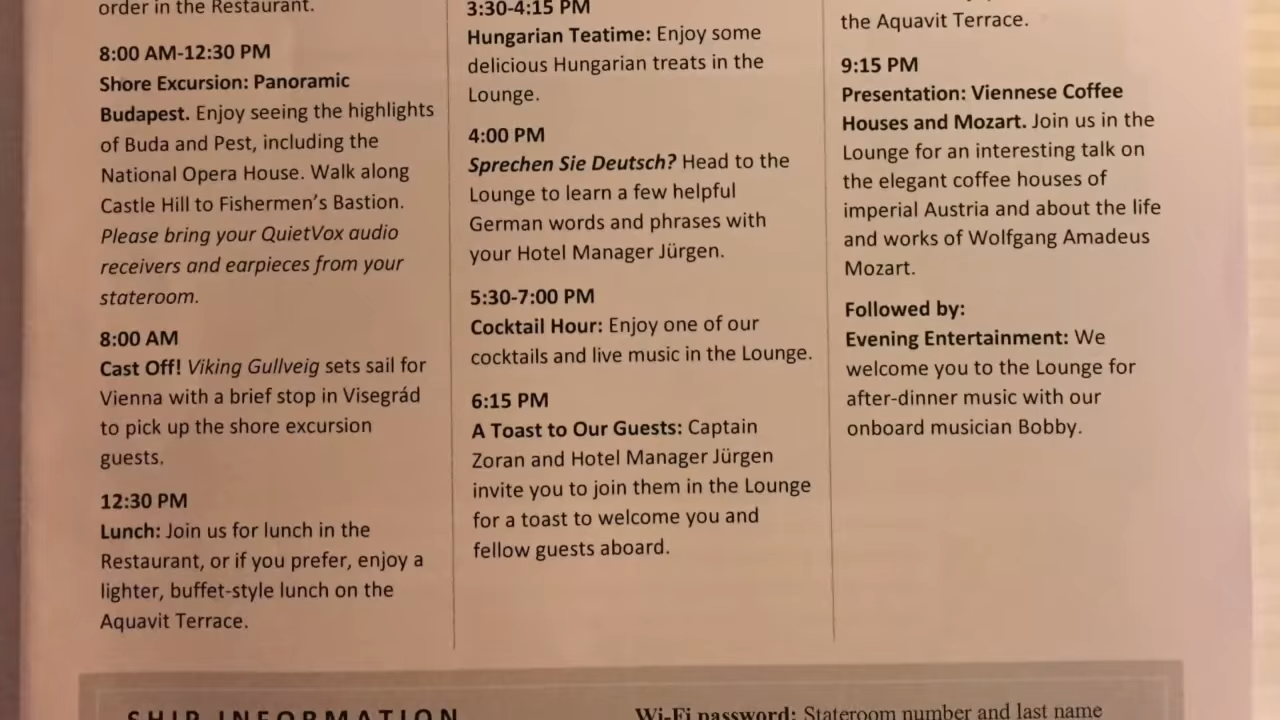 order in the Restaurant.
8:00 AM-12:30 PM
Shore Excursion: Panoramic
Budapest. Enjoy seeing the highlights
of Buda and Pest, including the
National Opera House. Walk along
Castle Hill to Fishermen's Bastion.
Please bring your QuietVox audio
receivers and earpieces from your
stateroom.
8:00 AM
Cast Off! Viking Gullveig sets sail for
Vienna with a brief stop in Visegrád
to pick up the shore excursion
guests.
12:30 PM
Lunch: Join us for lunch in the
Restaurant, or if you prefer, enjoy a
lighter, buffet-style lunch on the
Aquavit Terrace.
3:30-4:15 PM
Hungarian Teatime: Enjoy some
delicious Hungarian treats in the
Lounge.
4:00 PM
Sprechen Sie Deutsch? Head to the
Lounge to learn a few helpful
German words and phrases with
your Hotel Manager Jürgen.
5:30-7:00 PM
Cocktail Hour: Enjoy one of our
cocktails and live music in the Lounge.
6:15 PM
A Toast to Our Guests: Captain
Zoran and Hotel Manager Jürgen
invite you to join them in the Lounge
for a toast to welcome you and
fellow guests aboard.
the Aquavit Terrace.
9:15 PM
Presentation: Viennese Coffee
Houses and Mozart. Join us in the
Lounge for an interesting talk on
the elegant coffee houses of
imperial Austria and about the life
and works of Wolfgang Amadeus
Mozart.
Followed by:
Evening Entertainment: We
welcome you to the Lounge for
after-dinner music with our
onboard musician Bobby.
SHIP INFORMATION
Wi-Fi password: Stateroom number and last name